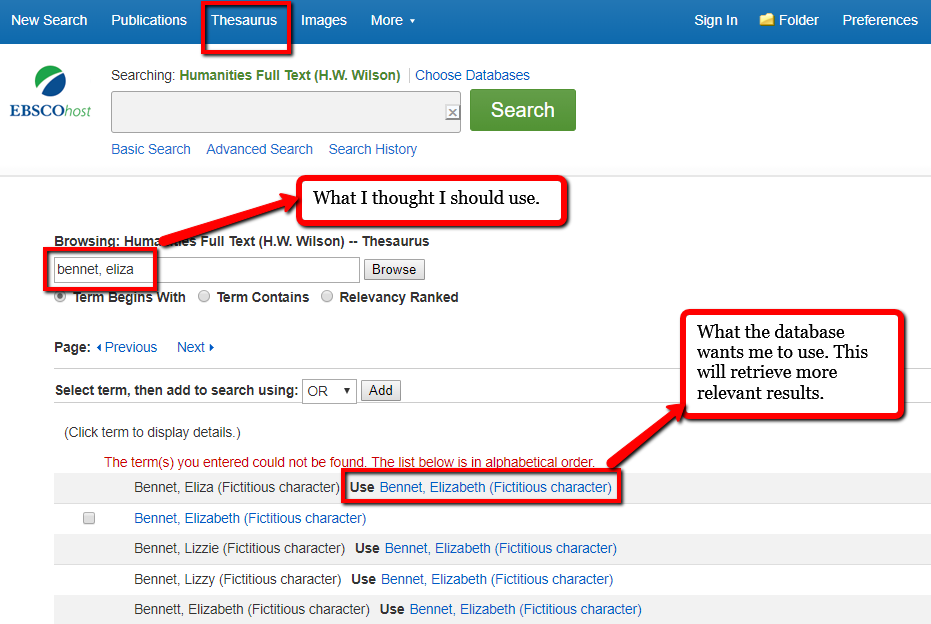 New Search Publications Thesaurus Images More Sign In Folder Preferences
Searching: Humanities Full Text (H.W. Wilson) Choose Databases
EBSCOhost
Search
Basic Search Advanced Search Search History
What I thought I should use.
Browsing: Humanities Full Text (H.W. Wilson) -- Thesaurus
bennet, eliza Browse
Term Begins With Term Contains Relevancy Ranked
What the database
wants me to use. This
will retrieve more
relevant results.
Page: Previous Next
Select term, then add to search using: OR Add
(Click term to display details.)
The term(s) you entered could not be found. The list below is in alphabetical order.
Bennet, Eliza (Fictitious character) Use Bennet, Elizabeth (Fictitious character)
Bennet, Elizabeth (Fictitious character)
Bennet, Lizzie (Fictitious character) Use Bennet, Elizabeth (Fictitious character)
Bennet, Lizzy (Fictitious character) Use Bennet, Elizabeth (Fictitious character)
Bennett, Elizabeth (Fictitious character) Use Bennet, Elizabeth (Fictitious character)